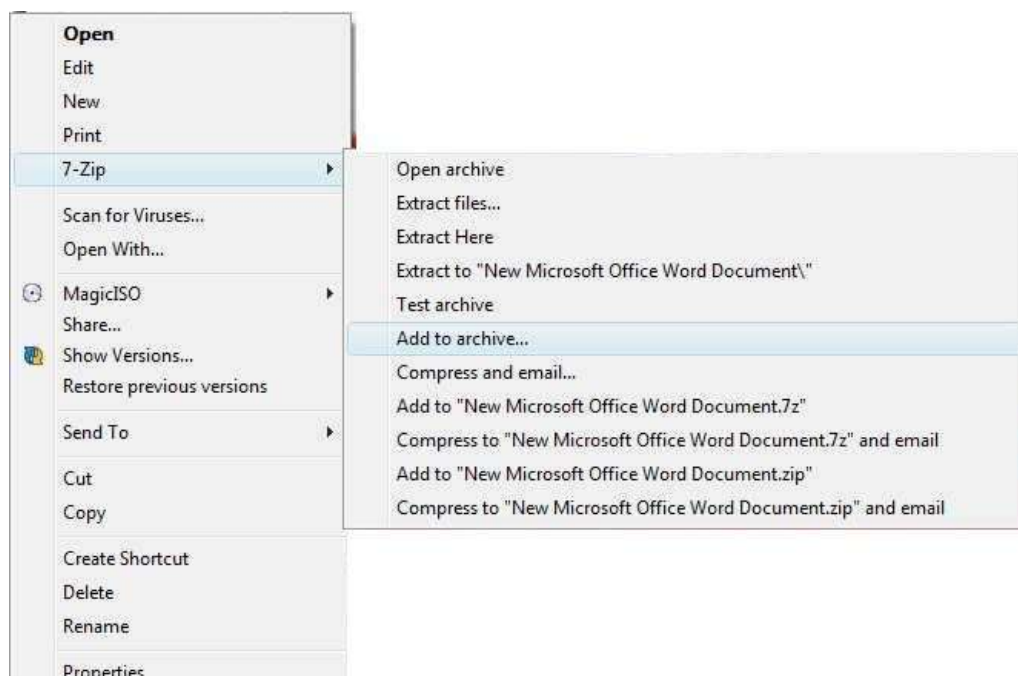 Open
Edit
New
Print
7-Zip
Scan for Viruses...
Open With...
MagicISO
Share...
Show Versions...
Restore previous versions
Send To
Cut
Copy
Create Shortcut
Delete
Rename
Properties
Open archive
Extract files...
Extract Here
Extract to "New Microsoft Office Word Document\"
Test archive
Add to archive...
Compress and email...
Add to "New Microsoft Office Word Document.7z"
Compress to "New Microsoft Office Word Document.7z" and email
Add to "New Microsoft Office Word Document.zip"
Compress to "New Microsoft Office Word Document.zip" and email